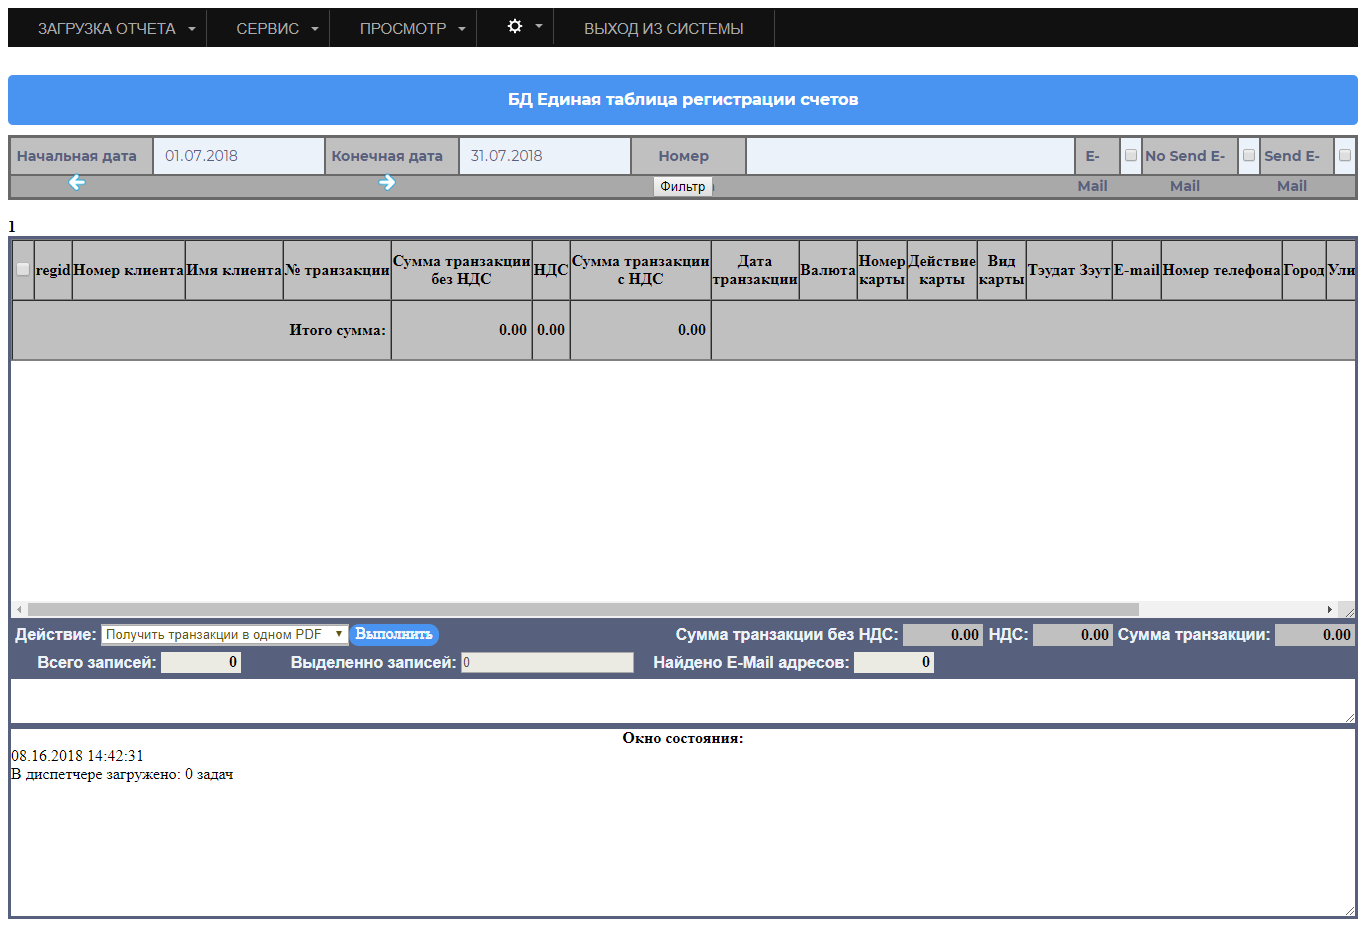 ЗАГРУЗКА ОТЧЕТА СЕРВИС ПРОСМОТР ВЫХОД ИЗ СИСТЕМЫ
БД Единая таблица регистрации счетов
Начальная дата 01.07.2018 Конечная дата 31.07.2018 Номер E-Mail No Send E-Mail Send E-Mail
Фильтр
1
regid Номер клиента Имя клиента № транзакции Сумма транзакции без НДС НДС Сумма транзакции с НДС Дата транзакции Валюта Номер карты Действие карты Вид карты Тэудат Зэут E-mail Номер телефона Город Ули
Итого сумма: 0.00 0.00 0.00
Действие: Получить транзакции в одном PDF Выполнить Сумма транзакции без НДС: 0.00 НДС: 0.00 Сумма транзакции: 0.00
Всего записей: 0 Выделенно записей: 0 Найдено E-Mail адресов: 0
Окно состояния:
08.16.2018 14:42:31
В диспетчере загружено: 0 задач